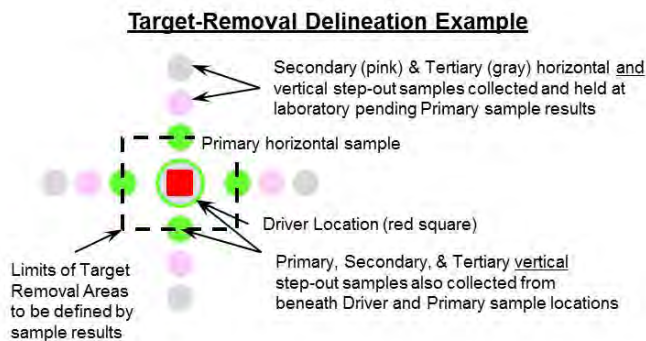 Target-Removal Delineation Example
Secondary (pink) & Tertiary (gray) horizontal and
vertical step-out samples collected and held at
laboratory pending Primary sample results
Primary horizontal sample
Driver Location (red square)
Primary, Secondary, & Tertiary vertical
step-out samples also collected from
beneath Driver and Primary sample locations
Limits of Target
Removal Areas
to be defined by
sample results